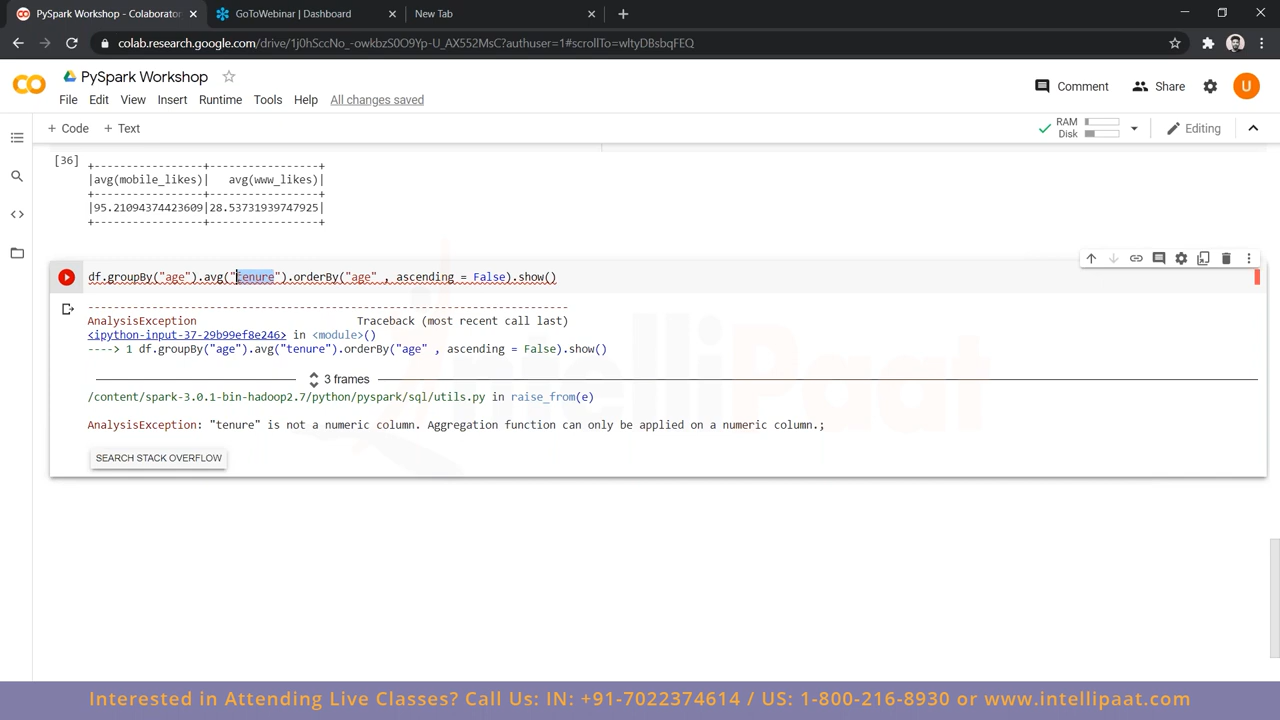 PySpark Workshop - Colaborator
GoToWebinar | Dashboard
New Tab
colab.research.google.com/drive/1j0hSccNo_-owkbzS0O9Yp-U_AX552MsC?authuser=1#scrollTo=wltyDBsbqFEQ
PySpark Workshop
Comment
Share
U
File Edit View Insert Runtime Tools Help All changes saved
+ Code + Text
RAM
Disk
Editing
[36]
+----------------+----------------+
|avg(mobile_likes)| avg(www_likes)|
+----------------+----------------+
|95.21094374423609|28.53731939747925|
+----------------+----------------+
df.groupBy("age").avg("tenure").orderBy("age" , ascending = False).show()
---------------------------------------------------------------------------
AnalysisException Traceback (most recent call last)
<ipython-input-37-29b99ef8e246> in <module>()
----> 1 df.groupBy("age").avg("tenure").orderBy("age" , ascending = False).show()
3 frames
/content/spark-3.0.1-bin-hadoop2.7/python/pyspark/sql/utils.py in raise_from(e)
AnalysisException: "tenure" is not a numeric column. Aggregation function can only be applied on a numeric column.;
SEARCH STACK OVERFLOW
IntelliPaat
Interested in Attending Live Classes? Call Us: IN: +91-7022374614 / US: 1-800-216-8930 or www.intellipaat.com